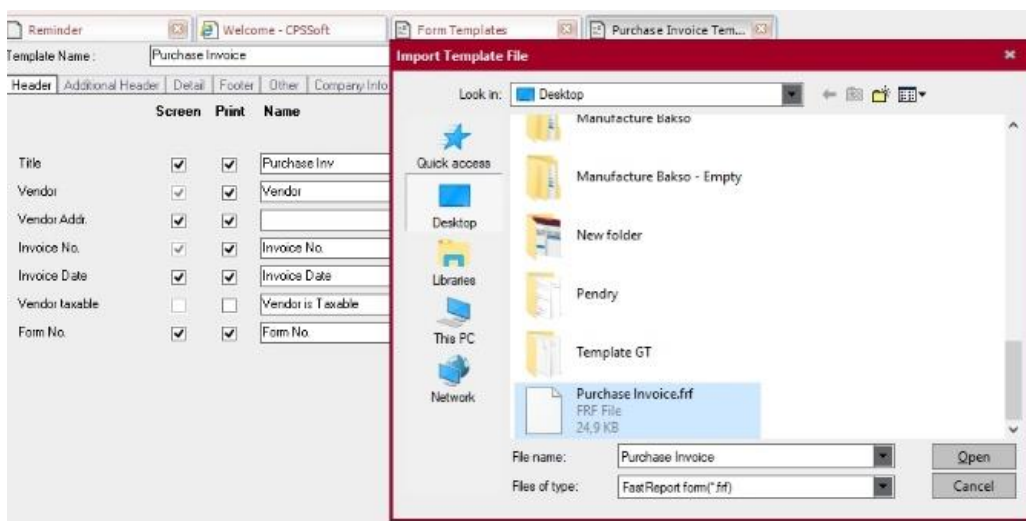 Reminder
Welcome - CPSSoft
Form Templates
Purchase Invoice Tem...
Template Name :
Purchase Invoice
Header
Additional Header
Detail
Footer
Other
Company Info
Screen Print Name
Title
Purchase Inv
Vendor
Vendor
Vendor Addr.
Invoice No.
Invoice No.
Invoice Date
Invoice Date
Vendor taxable
Vendor is Taxable
Form No.
Form No.
Import Template File
Look in:
Desktop
Quick access
Desktop
Libraries
This PC
Network
Manufacture Bakso
Manufacture Bakso - Empty
New folder
Pendry
Template GT
Purchase Invoice.frf
FRF File
24,9 KB
File name:
Purchase Invoice
Open
Files of type:
FastReport form(*.frf)
Cancel